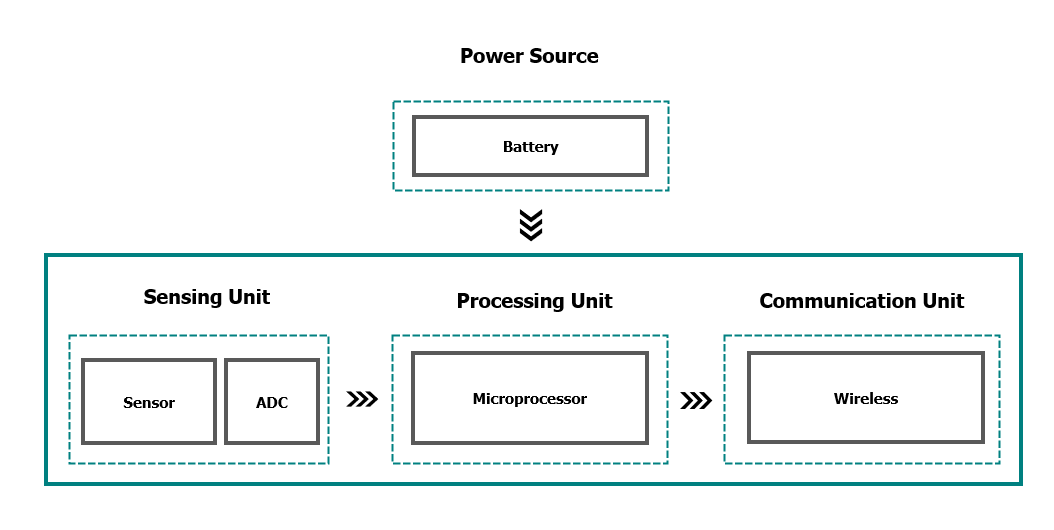 Power Source
Battery
Sensing Unit
Processing Unit
Communication Unit
Sensor
ADC
Microprocessor
Wireless